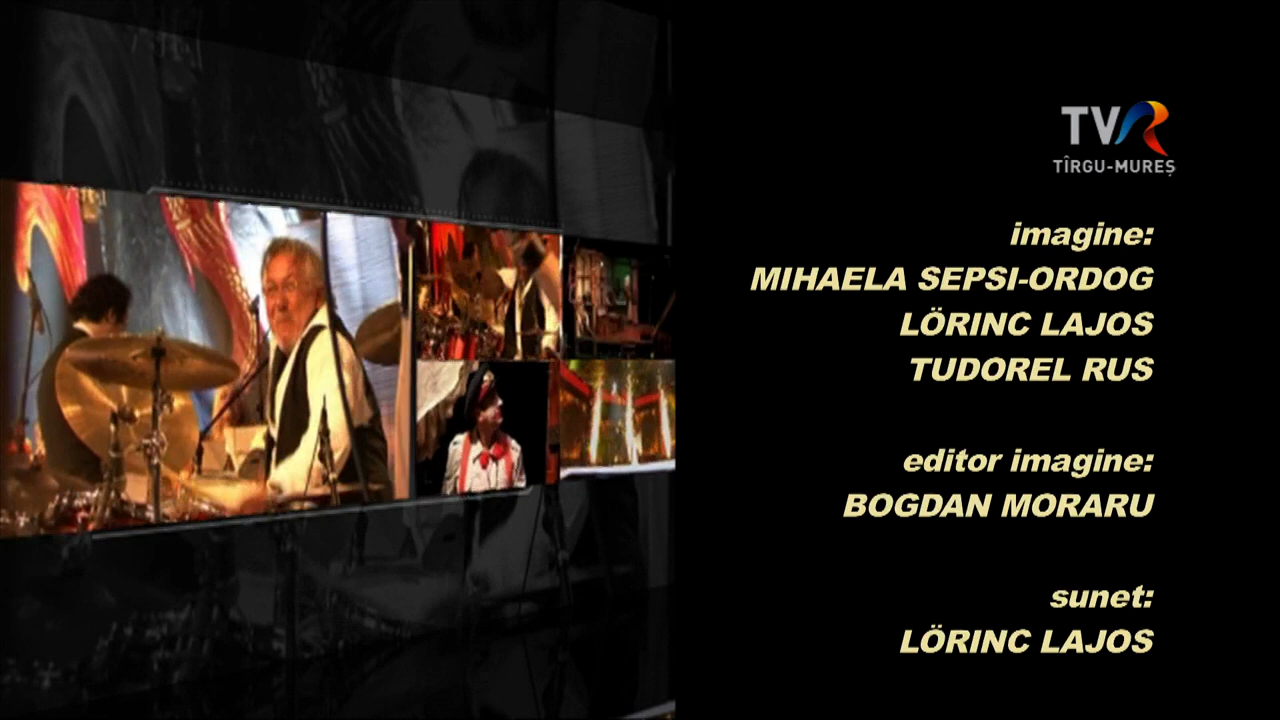 TVR
TÎRGU-MUREȘ
imagine:
MIHAELA SEPSI-ORDOG
LÖRINC LAJOS
TUDOREL RUS
editor imagine:
BOGDAN MORARU
sunet:
LÖRINC LAJOS